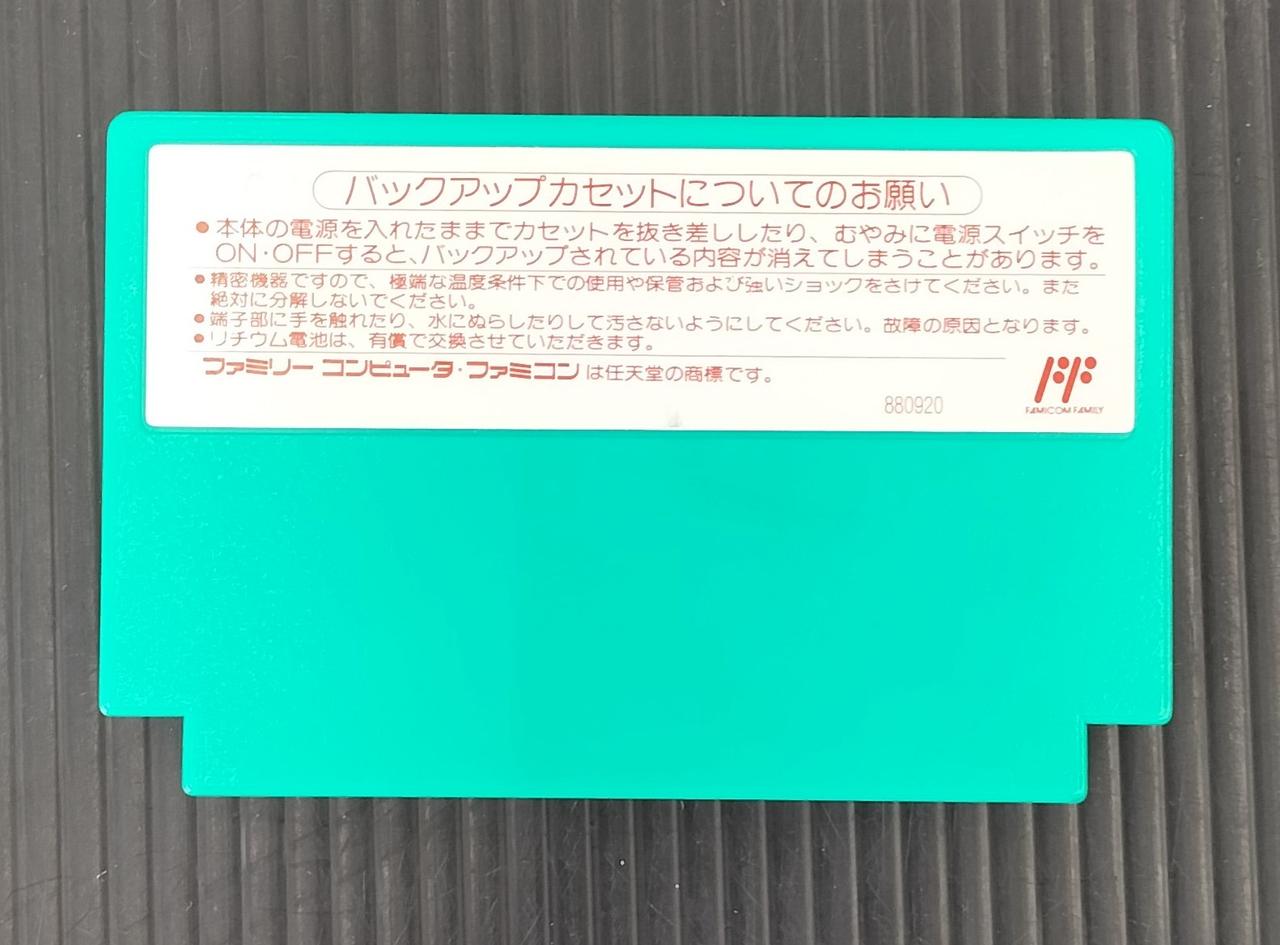 バックアップカセットについてのお願い
●本体の電源を入れたままでカセットを抜き差ししたり、むやみに電源スイッチを
ON・OFFすると、バックアップされている内容が消えてしまうことがあります。
●精密機器ですので、極端な温度条件下での使用や保管および強いショックをさけてください。また
絶対に分解しないでください。
●端子部に手を触れたり、水にぬらしたりして汚さないようにしてください。故障の原因となります。
●リチウム電池は、有償で交換させていただきます。
ファミリー コンピュータ・ファミコンは任天堂の商標です。
880920
FAMICOM FAMILY